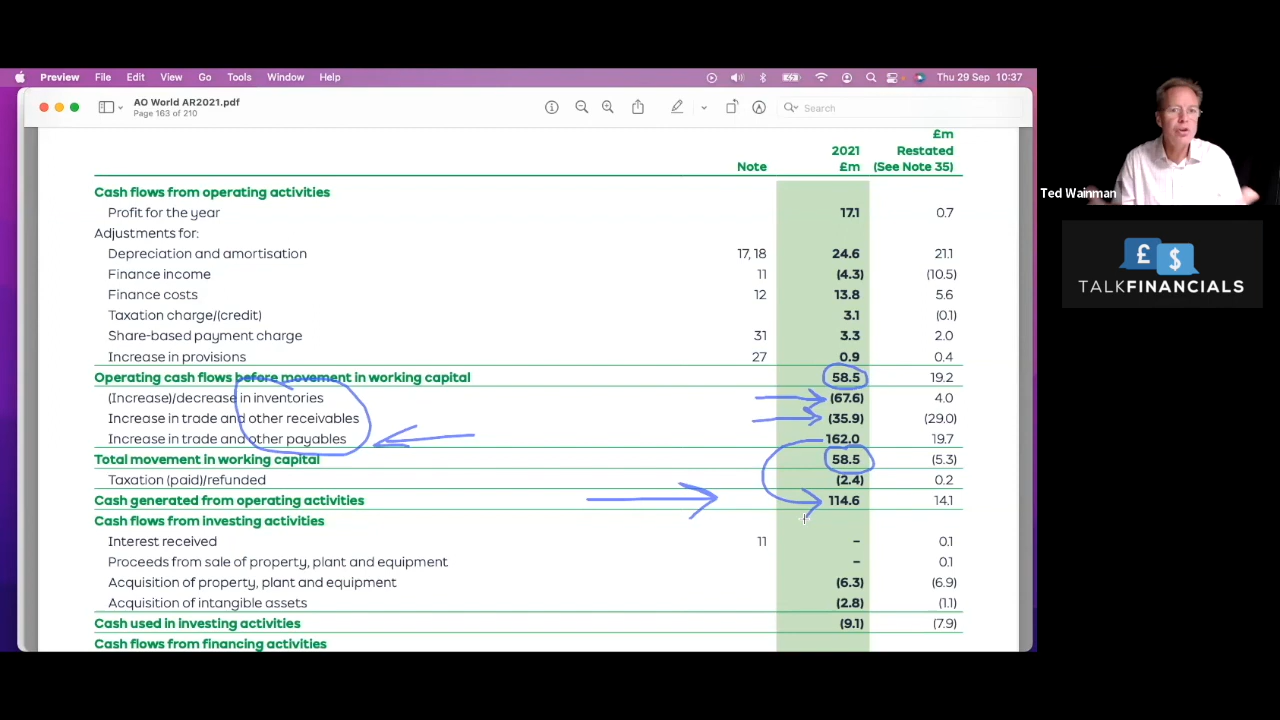 Preview File Edit View Go Tools Window Help Thu 29 Sep 10:37
AO World AR2021.pdf
Page 163 of 210
Search
£m
2021 Restated
Note £m (See Note 35)
Cash flows from operating activities
Profit for the year 17.1 0.7
Adjustments for:
Depreciation and amortisation 17, 18 24.6 21.1
Finance income 11 (4.3) (10.5)
Finance costs 12 13.8 5.6
Taxation charge/(credit) 3.1 (0.1)
Share-based payment charge 31 3.3 2.0
Increase in provisions 27 0.9 0.4
Operating cash flows before movement in working capital 58.5 19.2
(Increase)/decrease in inventories (67.6) 4.0
Increase in trade and other receivables (35.9) (29.0)
Increase in trade and other payables 162.0 19.7
Total movement in working capital 58.5 (5.3)
Taxation (paid)/refunded (2.4) 0.2
Cash generated from operating activities 114.6 14.1
Cash flows from investing activities
Interest received 11 – 0.1
Proceeds from sale of property, plant and equipment – 0.1
Acquisition of property, plant and equipment (6.3) (6.9)
Acquisition of intangible assets (2.8) (1.1)
Cash used in investing activities (9.1) (7.9)
Cash flows from financing activities
Ted Wainman
£ $
TALKFINANCIALS